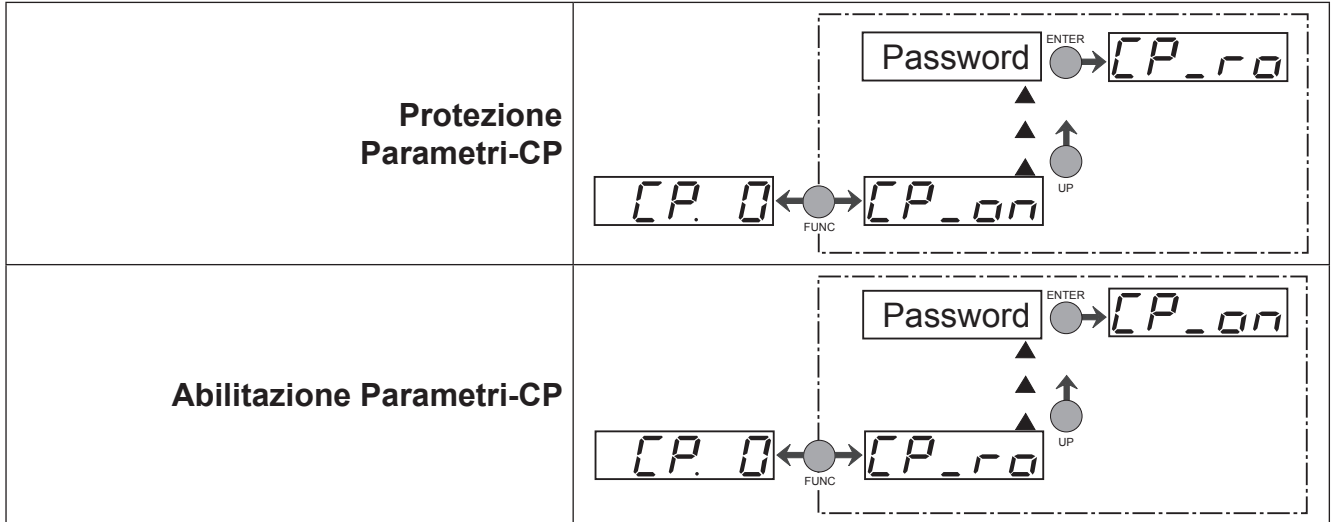 Protezione
Parametri-CP
Password
ENTER
CP_ro
UP
CP. 0
FUNC
CP_on
Abilitazione Parametri-CP
Password
ENTER
CP_on
UP
CP. 0
FUNC
CP_ro